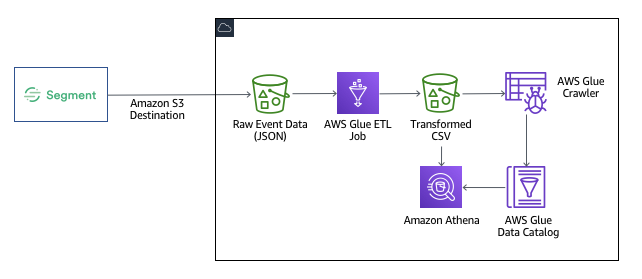 Segment
Amazon S3
Destination
Raw Event Data
(JSON)
AWS Glue ETL
Job
Transformed
CSV
AWS Glue
Crawler
Amazon Athena
AWS Glue
Data Catalog